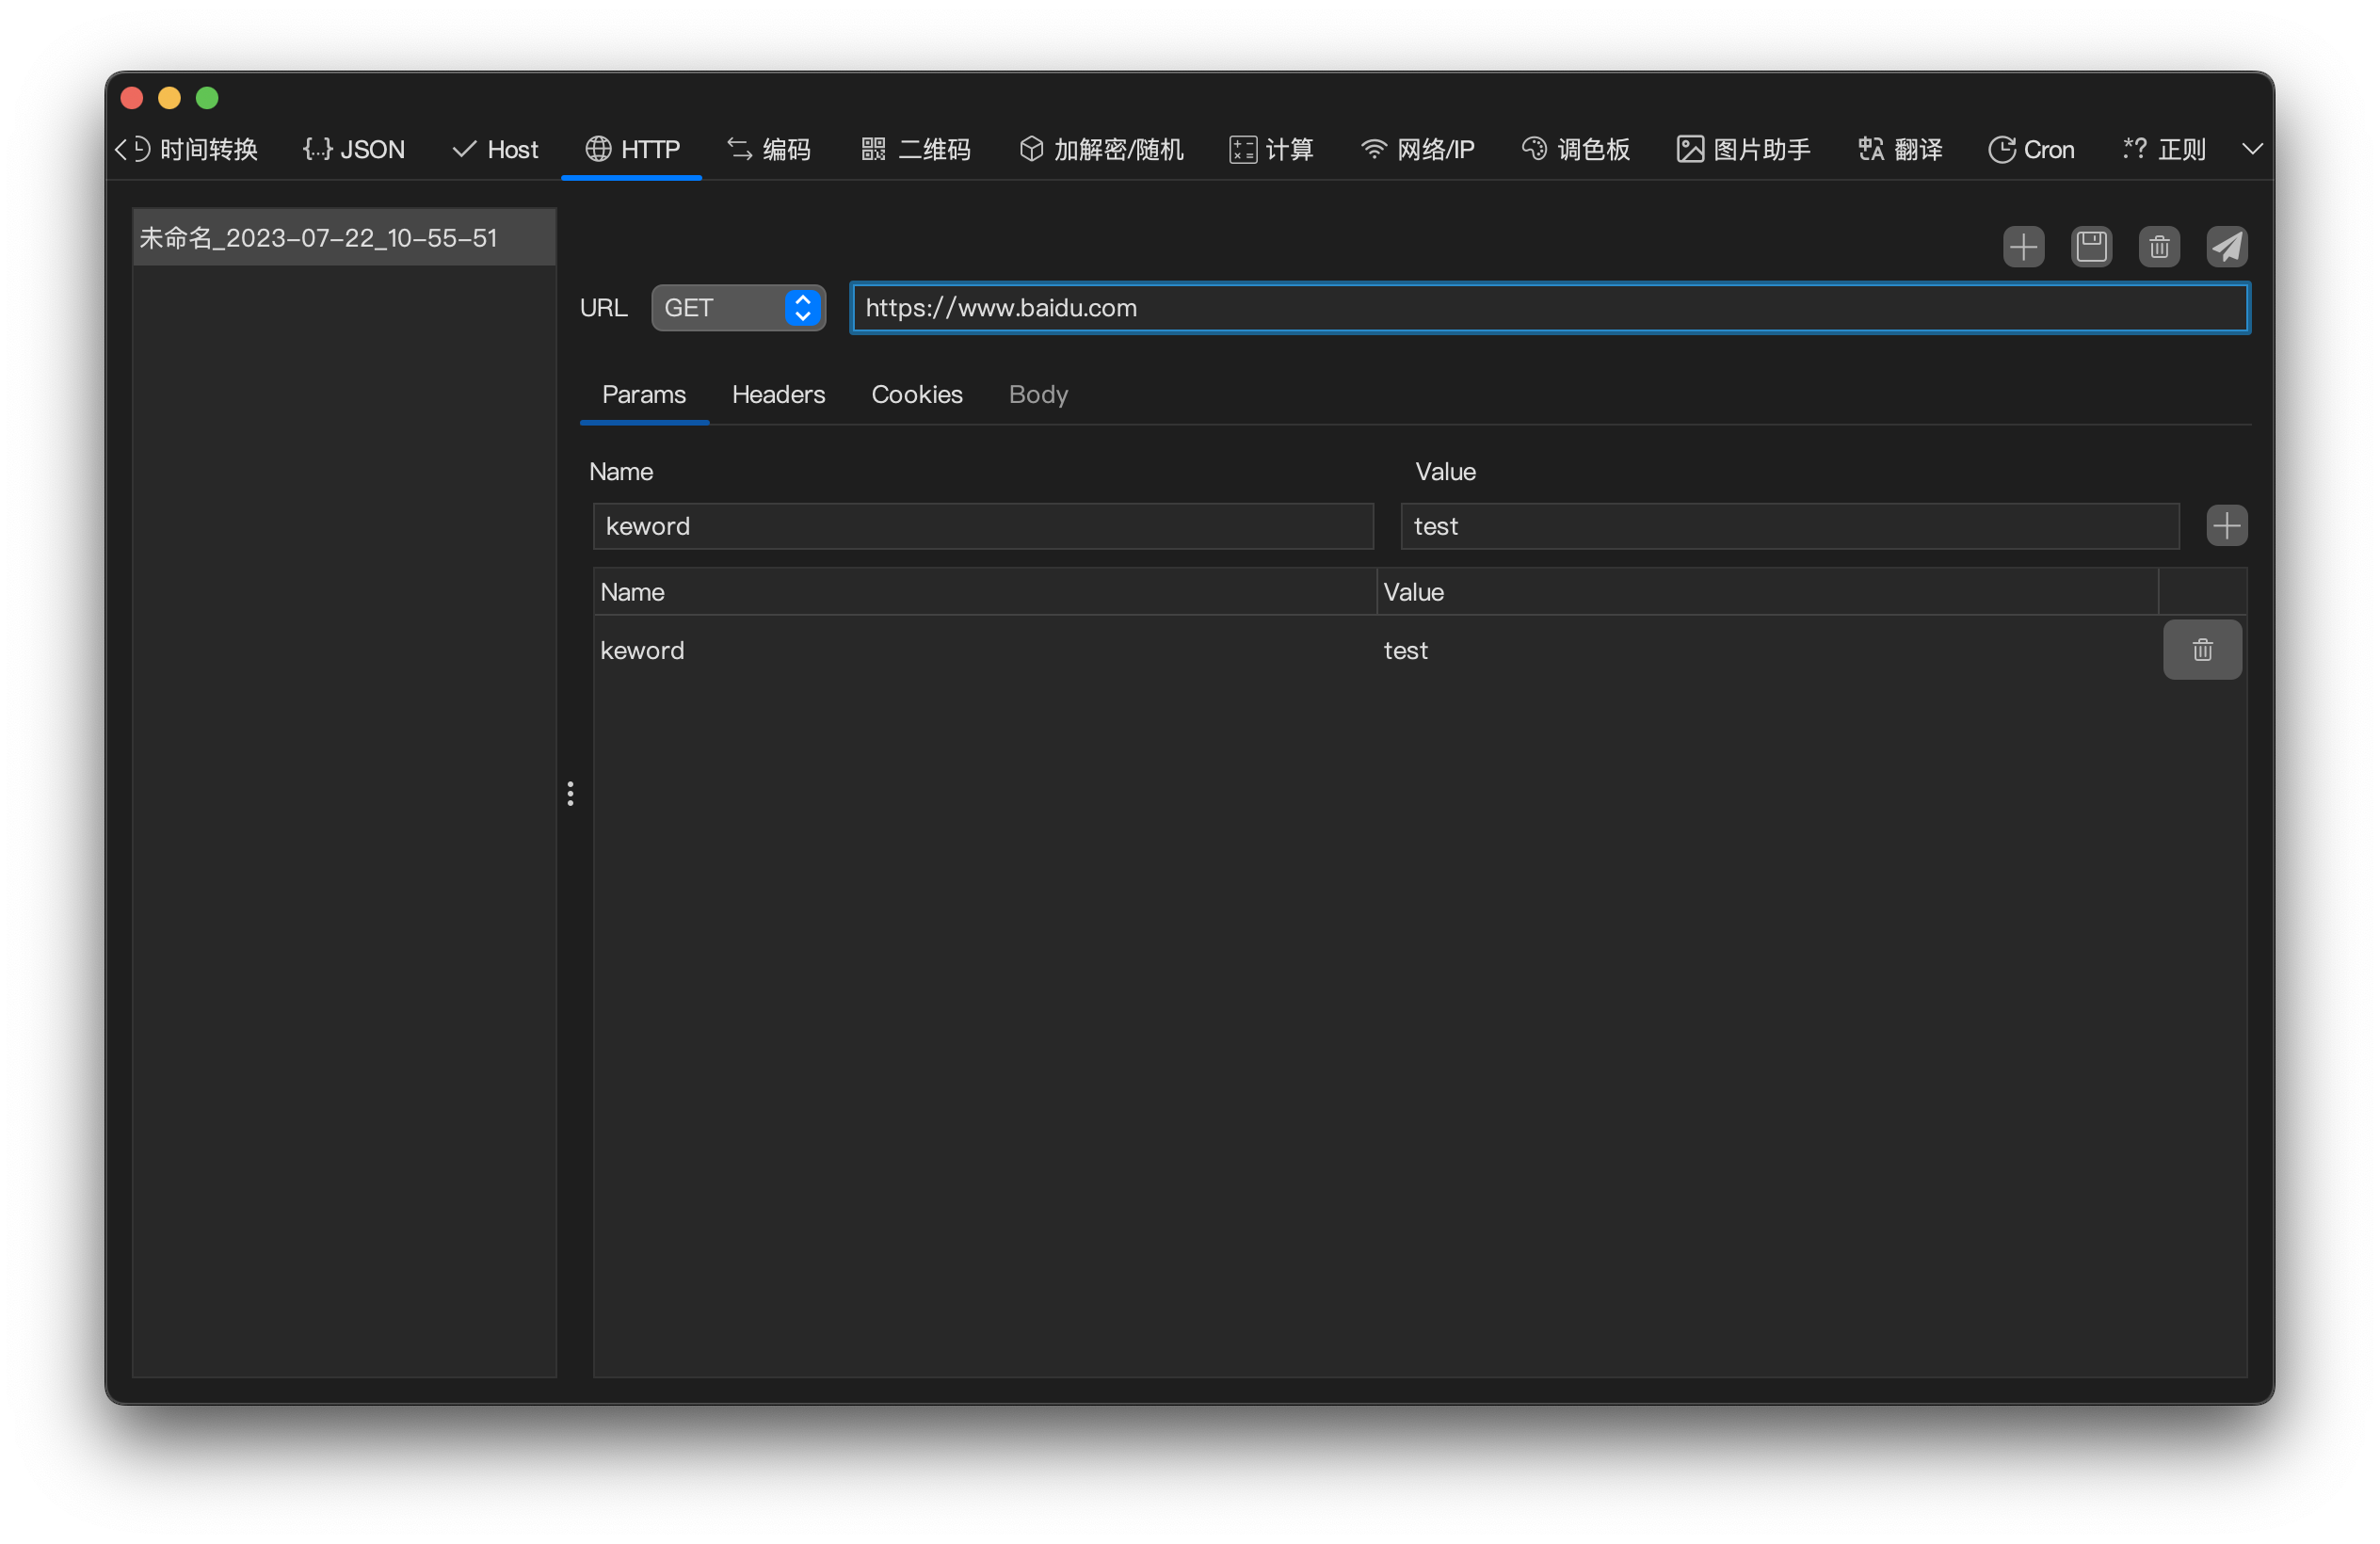 时间转换 {...} JSON Host HTTP 编码 二维码 加解密/随机 计算 网络/IP 调色板 图片助手 翻译 Cron .*? 正则
未命名_2023-07-22_10-55-51
URL GET https://www.baidu.com
Params Headers Cookies Body
Name Value
keword test
Name Value
keword test